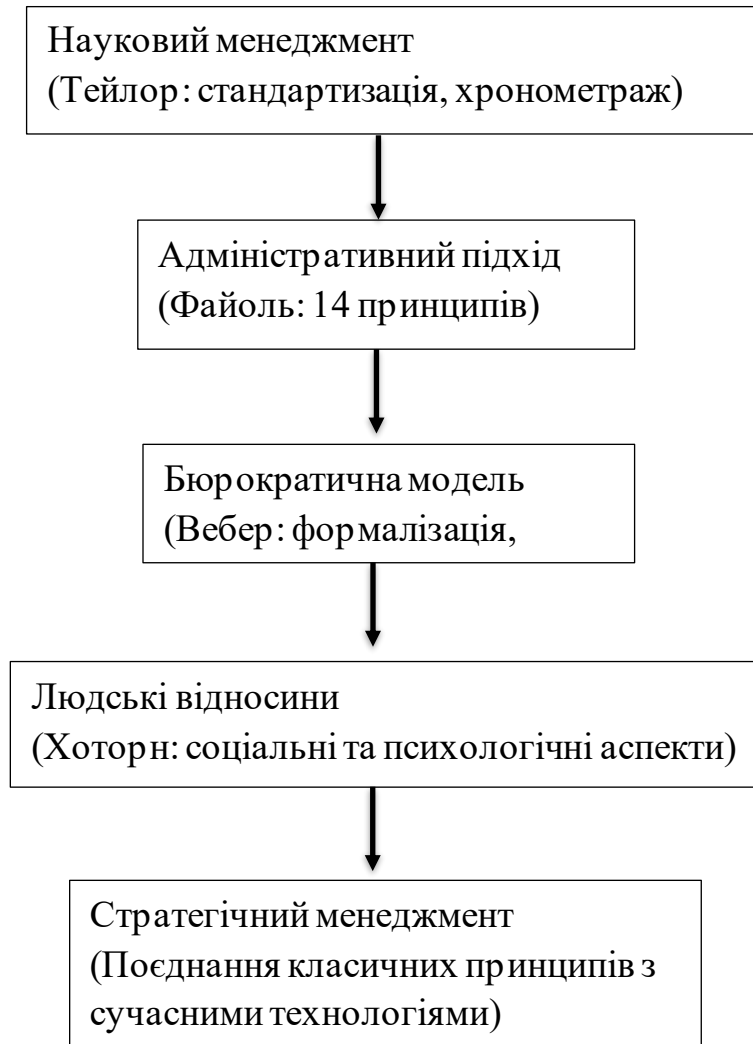 Науковий менеджмент
(Тейлор: стандартизація, хронометраж)
Адміністративний підхід
(Файоль: 14 принципів)
Бюрократична модель
(Вебер: формалізація,
Людські відносини
(Хоторн: соціальні та психологічні аспекти)
Стратегічний менеджмент
(Поєднання класичних принципів з
сучасними технологіями)